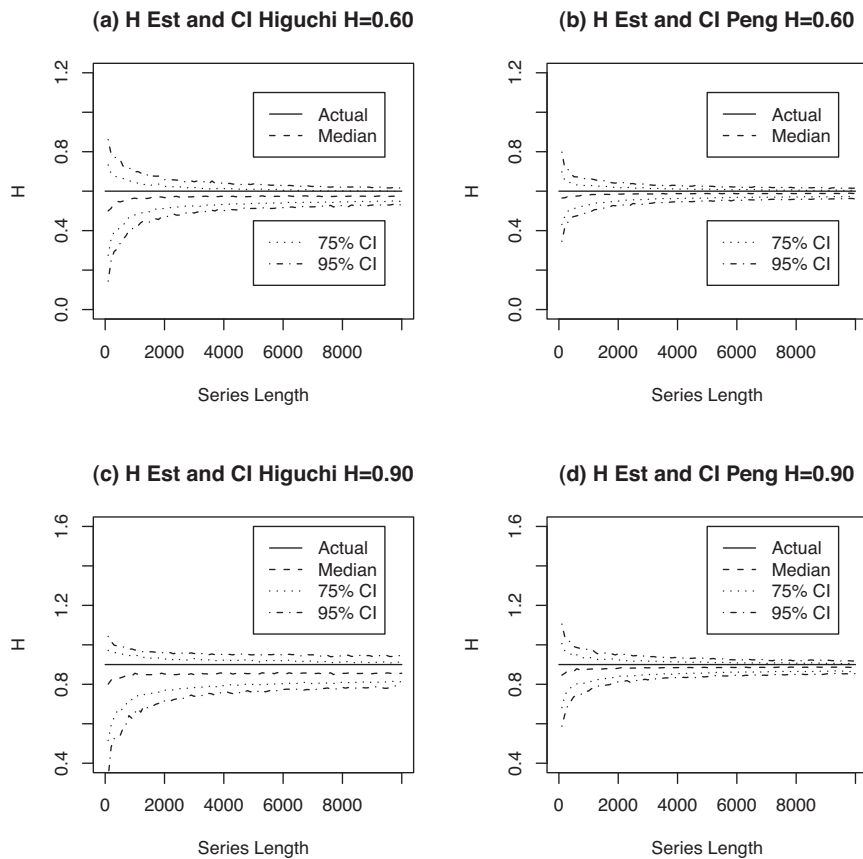 (a) H Est and CI Higuchi H=0.60
1.2
0.8
0.4
0.0
H
Actual
Median
75% CI
95% CI
0 2000 4000 6000 8000
Series Length
(b) H Est and CI Peng H=0.60
1.2
0.8
0.4
0.0
H
Actual
Median
75% CI
95% CI
0 2000 4000 6000 8000
Series Length
(c) H Est and CI Higuchi H=0.90
1.6
1.2
0.8
0.4
H
Actual
Median
75% CI
95% CI
0 2000 4000 6000 8000
Series Length
(d) H Est and CI Peng H=0.90
1.6
1.2
0.8
0.4
H
Actual
Median
75% CI
95% CI
0 2000 4000 6000 8000
Series Length